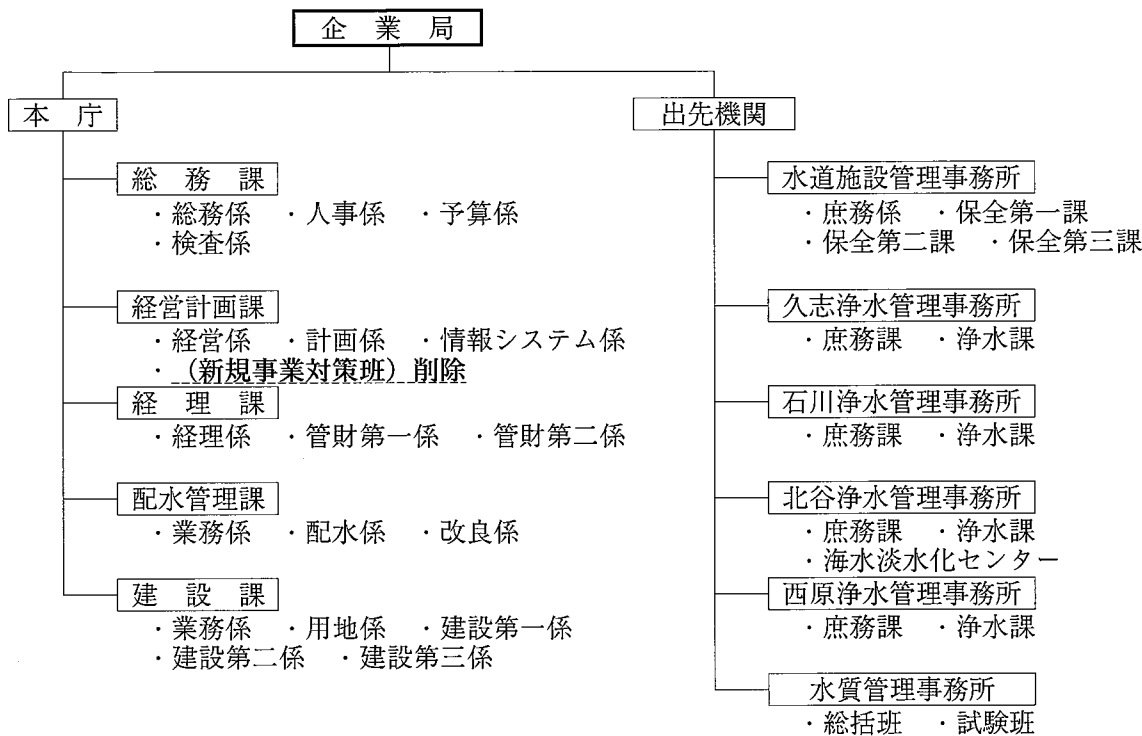 企業局
本庁
総務課
・総務係 ・人事係 ・予算係
・検査係
経営計画課
・経営係 ・計画係 ・情報システム係
・（新規事業対策班）削除
経理課
・経理係 ・管財第一係 ・管財第二係
配水管理課
・業務係 ・配水係 ・改良係
建設課
・業務係 ・用地係 ・建設第一係
・建設第二係 ・建設第三係
出先機関
水道施設管理事務所
・庶務係 ・保全第一課
・保全第二課 ・保全第三課
久志浄水管理事務所
・庶務課 ・浄水課
石川浄水管理事務所
・庶務課 ・浄水課
北谷浄水管理事務所
・庶務課 ・浄水課
・海水淡水化センター
西原浄水管理事務所
・庶務課 ・浄水課
水質管理事務所
・総括班 ・試験班